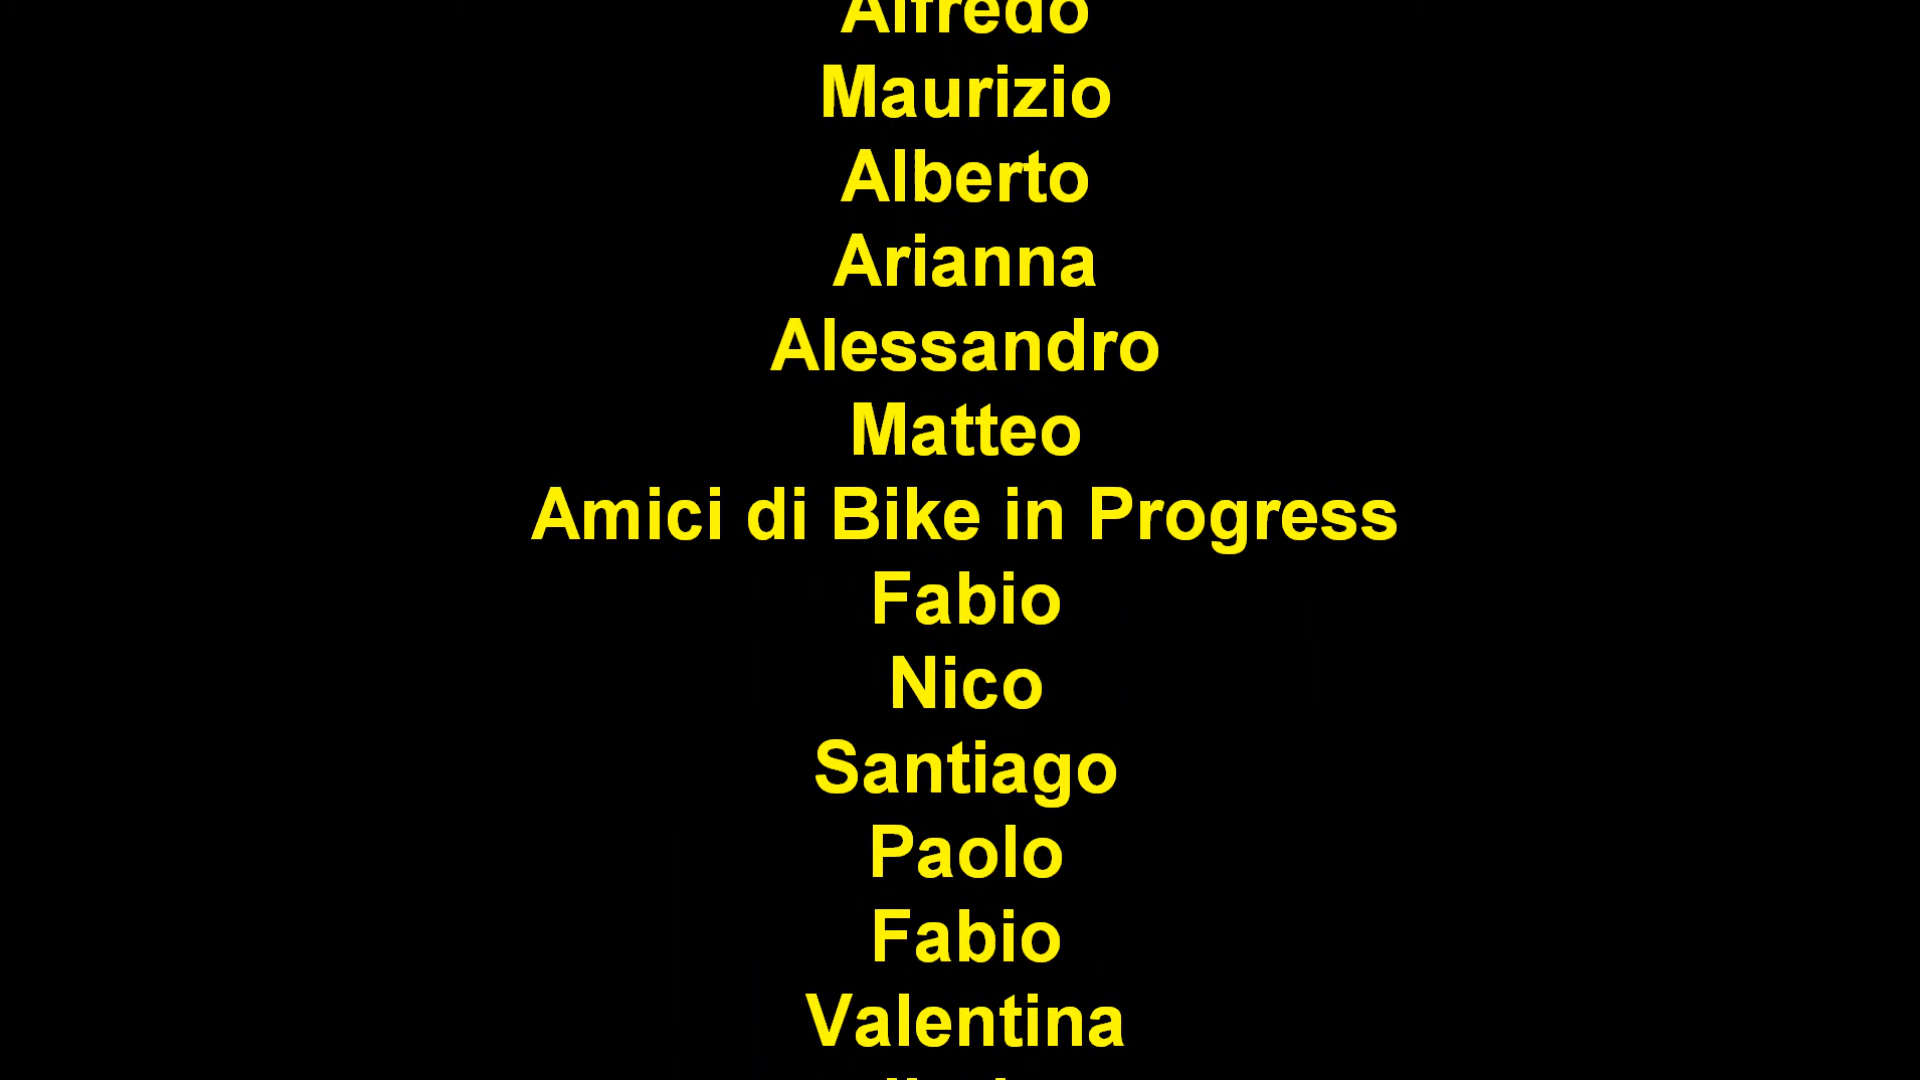 Alfredo
Maurizio
Alberto
Arianna
Alessandro
Matteo
Amici di Bike in Progress
Fabio
Nico
Santiago
Paolo
Fabio
Valentina